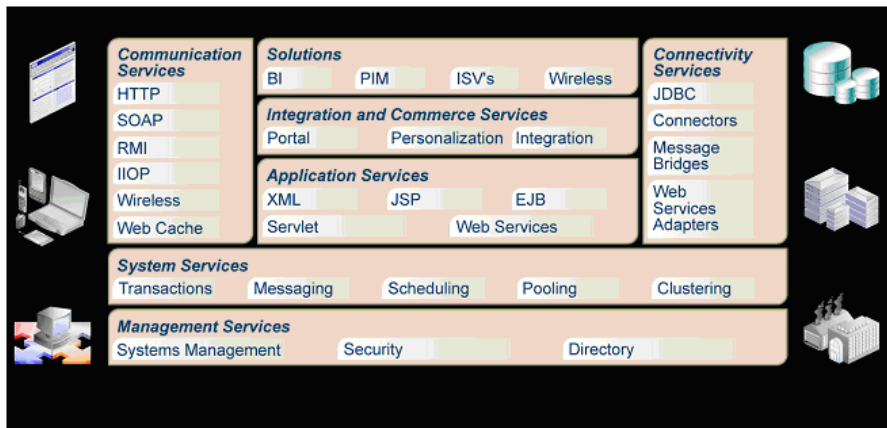 Communication
Services
HTTP
SOAP
RMI
IIOP
Wireless
Web Cache
Solutions
BI PIM ISV's Wireless
Integration and Commerce Services
Portal Personalization Integration
Application Services
XML JSP EJB
Servlet Web Services
Connectivity
Services
JDBC
Connectors
Message
Bridges
Web
Services
Adapters
System Services
Transactions Messaging Scheduling Pooling Clustering
Management Services
Systems Management Security Directory